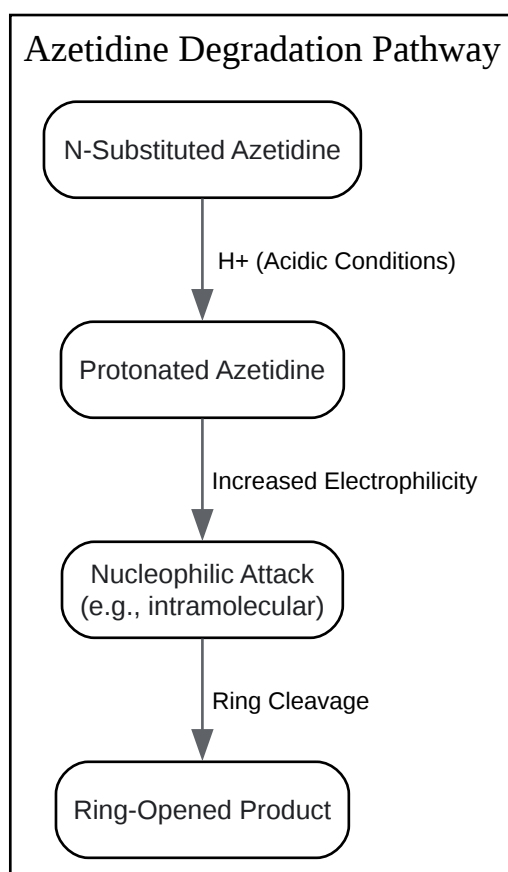 Azetidine Degradation Pathway
N-Substituted Azetidine
H+ (Acidic Conditions)
Protonated Azetidine
Increased Electrophilicity
Nucleophilic Attack
(e.g., intramolecular)
Ring Cleavage
Ring-Opened Product